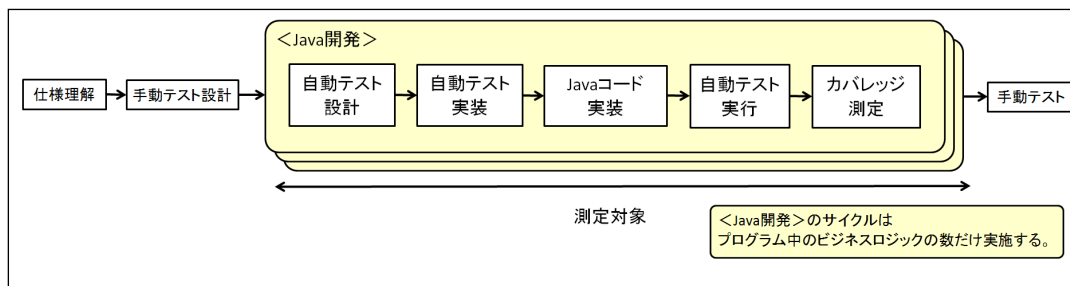 ＜Java開発＞
仕様理解
手動テスト設計
自動テスト
設計
自動テスト
実装
Javaコード
実装
自動テスト
実行
カバレッジ
測定
手動テスト
測定対象
＜Java開発＞のサイクルは
プログラム中のビジネスロジックの数だけ実施する。